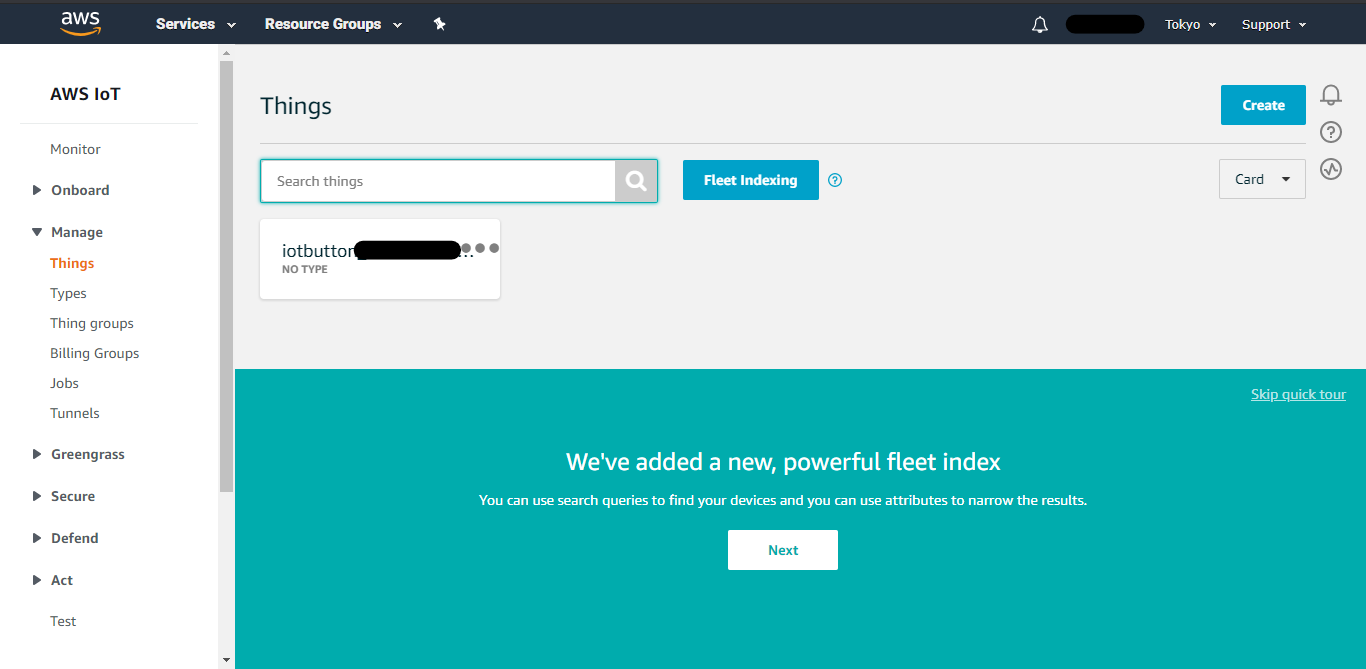 aws Services Resource Groups Tokyo Support
AWS IoT
Monitor
Onboard
Manage
Things
Types
Thing groups
Billing Groups
Jobs
Tunnels
Greengrass
Secure
Defend
Act
Test
Things
Create
Search things
Fleet Indexing
Card
iotbutton
...
NO TYPE
Skip quick tour
We've added a new, powerful fleet index
You can use search queries to find your devices and you can use attributes to narrow the results.
Next